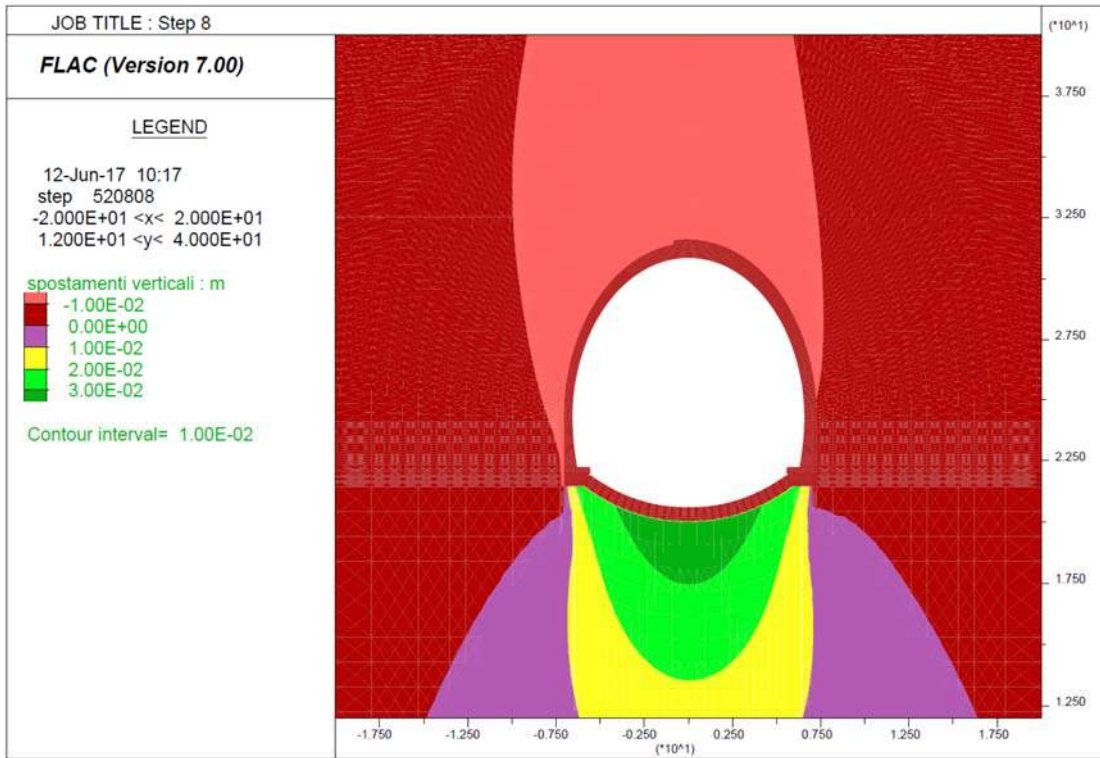 JOB TITLE : Step 8
FLAC (Version 7.00)
LEGEND
12-Jun-17 10:17
step 520808
-2.000E+01 <x< 2.000E+01
1.200E+01 <y< 4.000E+01
spostamenti verticali : m
-1.00E-02
0.00E+00
1.00E-02
2.00E-02
3.00E-02
Contour interval= 1.00E-02
(*10^1)
3.750
3.250
2.750
2.250
1.750
1.250
-1.750 -1.250 -0.750 -0.250 0.250 0.750 1.250 1.750
(*10^1)